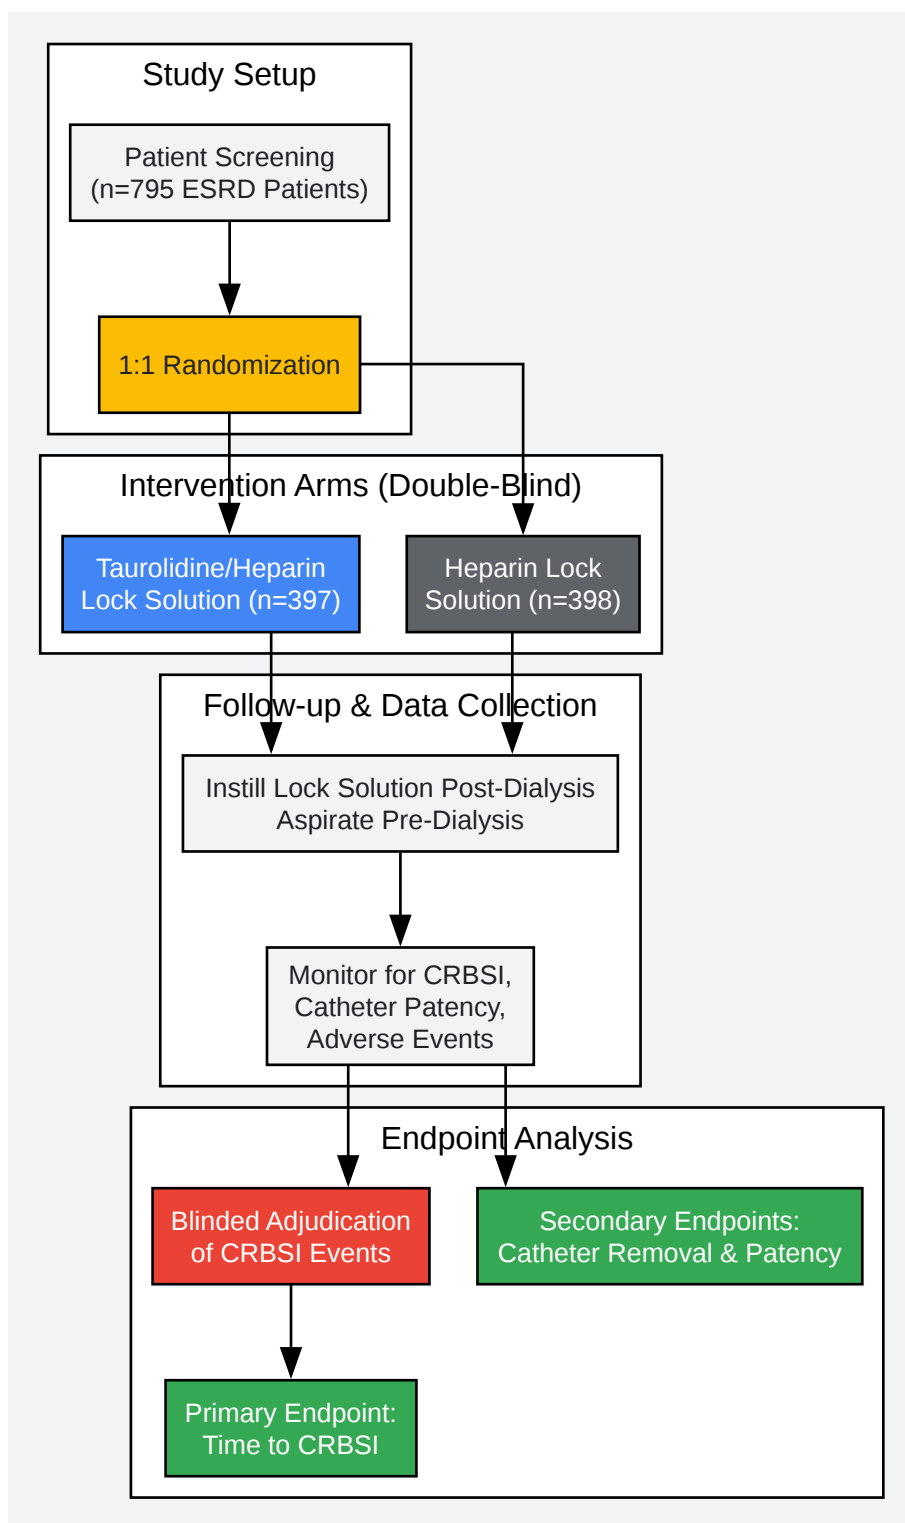 Study Setup
Patient Screening
(n=795 ESRD Patients)
1:1 Randomization
Intervention Arms (Double-Blind)
Taurolidine/Heparin
Lock Solution (n=397)
Heparin Lock
Solution (n=398)
Follow-up & Data Collection
Instill Lock Solution Post-Dialysis
Aspirate Pre-Dialysis
Monitor for CRBSI,
Catheter Patency,
Adverse Events
Endpoint Analysis
Blinded Adjudication
of CRBSI Events
Secondary Endpoints:
Catheter Removal & Patency
Primary Endpoint:
Time to CRBSI